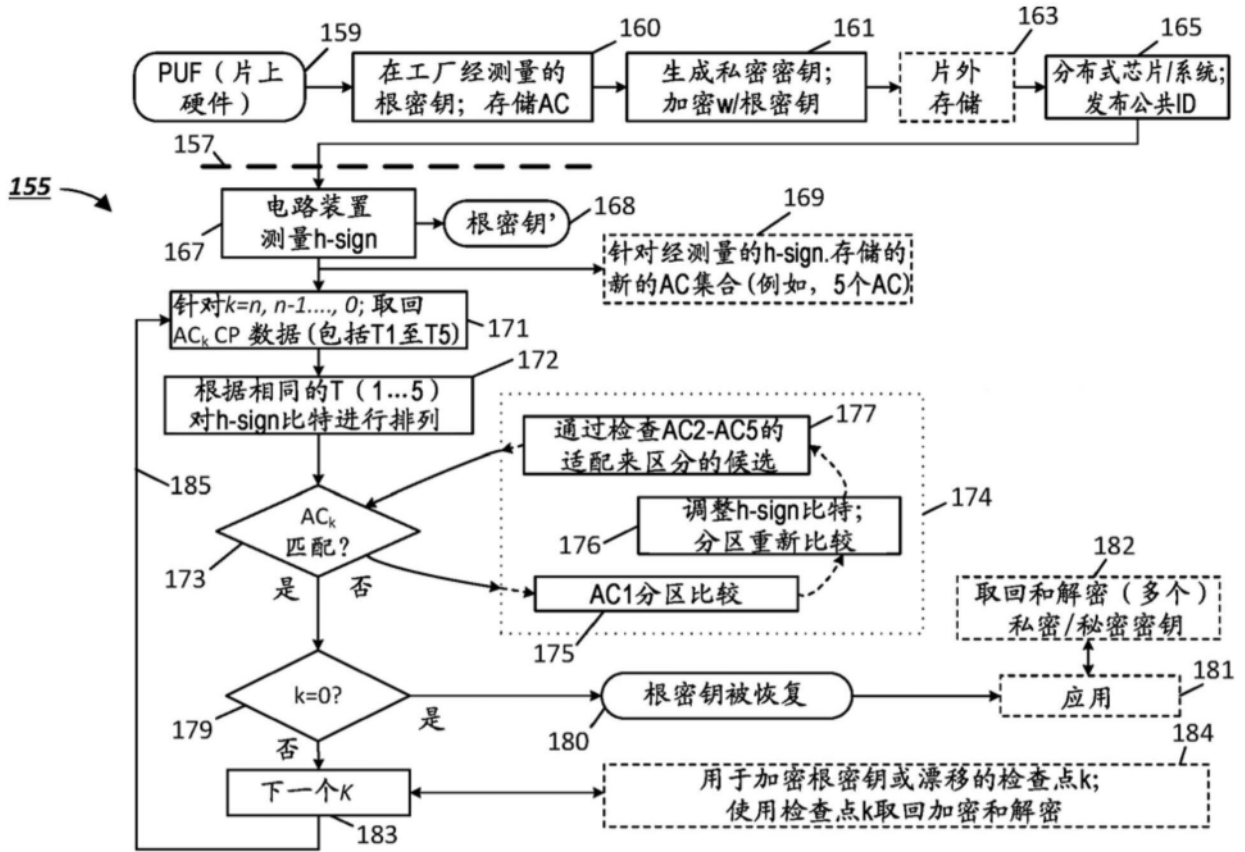 159
160
161
163
165
PUF（片上
硬件）
在工厂经测量的
根密钥；存储AC
生成私密密钥；
加密w/根密钥
片外
存储
分布式芯片/系统；
发布公共ID
157
155
电路装置
测量h-sign
167
根密钥’
168
169
针对经测量的h-sign.存储的
新的AC集合(例如，5个AC)
针对k=n, n-1...., 0; 取回
ACk CP 数据(包括T1至T5)
171
172
根据相同的T（1...5）
对h-sign比特进行排列
177
通过检查AC2-AC5的
适配来区分的候选
174
185
ACk
匹配?
173
是
否
176
调整h-sign比特；
分区重新比较
AC1分区比较
175
182
取回和解密（多个）
私密/秘密密钥
k=0?
179
是
否
根密钥被恢复
180
应用
181
184
下一个K
183
用于加密根密钥或漂移的检查点k;
使用检查点k取回加密和解密